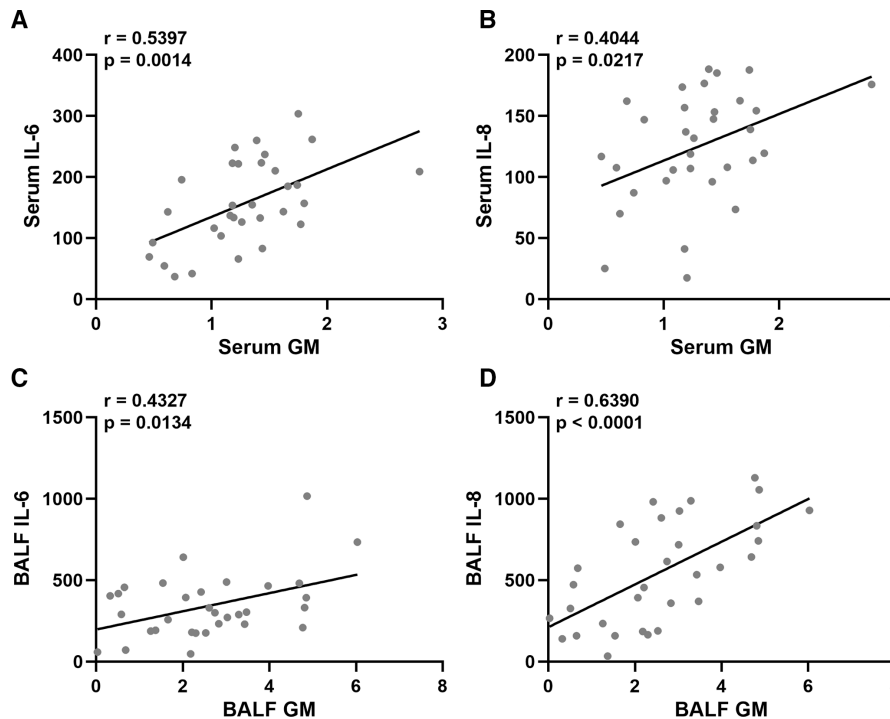 A
r = 0.5397
p = 0.0014
400
300
200
100
0
Serum IL-6
0 1 2 3
Serum GM
B
r = 0.4044
p = 0.0217
200
150
100
50
0
Serum IL-8
0 1 2
Serum GM
C
r = 0.4327
p = 0.0134
1500
1000
500
0
BALF IL-6
0 2 4 6 8
BALF GM
D
r = 0.6390
p < 0.0001
1500
1000
500
0
BALF IL-8
0 2 4 6
BALF GM